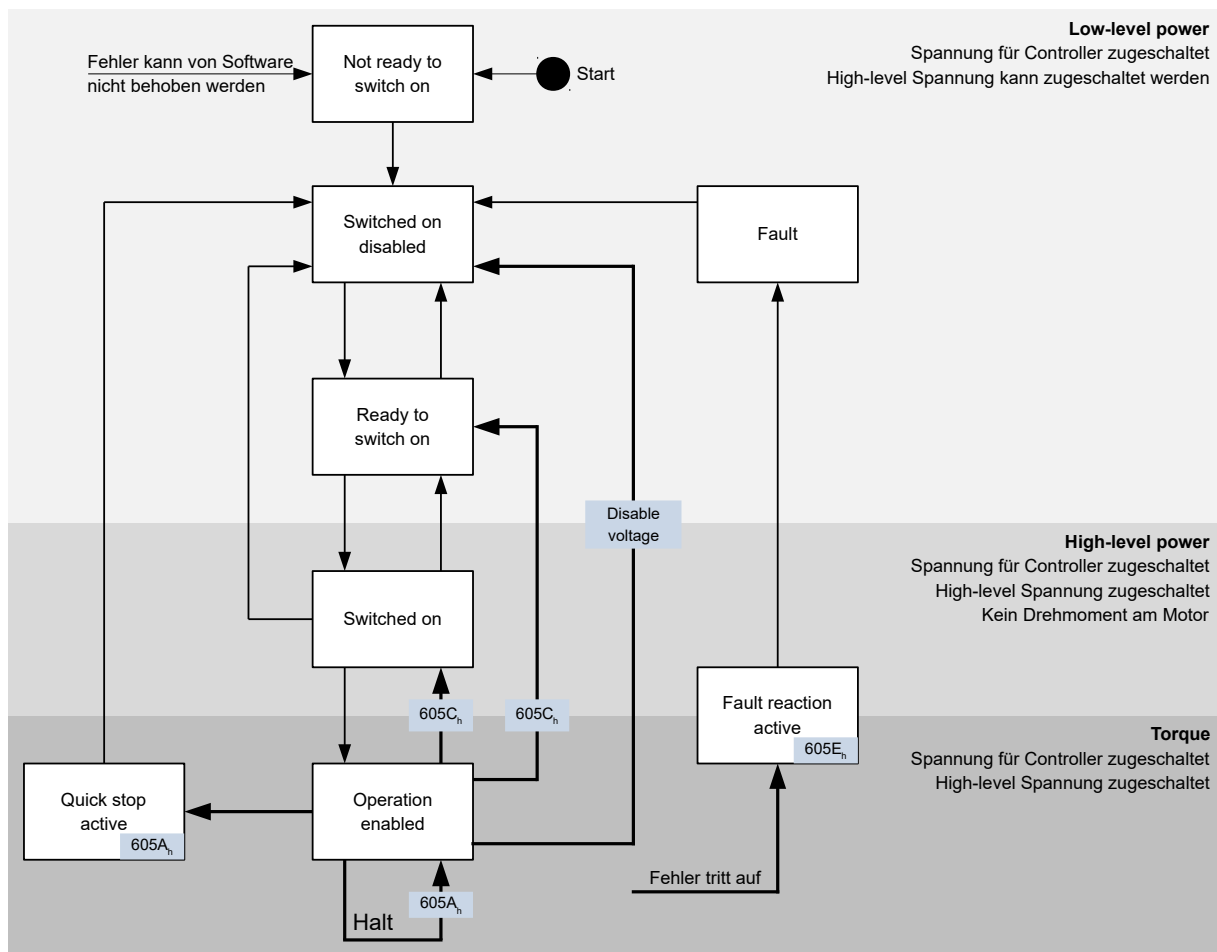 Low-level power
Spannung für Controller zugeschaltet
High-level Spannung kann zugeschaltet werden
Fehler kann von Software
nicht behoben werden
Not ready to
switch on
Start
Switched on
disabled
Fault
Ready to
switch on
Disable
voltage
High-level power
Spannung für Controller zugeschaltet
High-level Spannung zugeschaltet
Kein Drehmoment am Motor
Switched on
605Ch
605Ch
Fault reaction
active
605Eh
Torque
Spannung für Controller zugeschaltet
High-level Spannung zugeschaltet
Quick stop
active
605Ah
Operation
enabled
Fehler tritt auf
605Ah
Halt